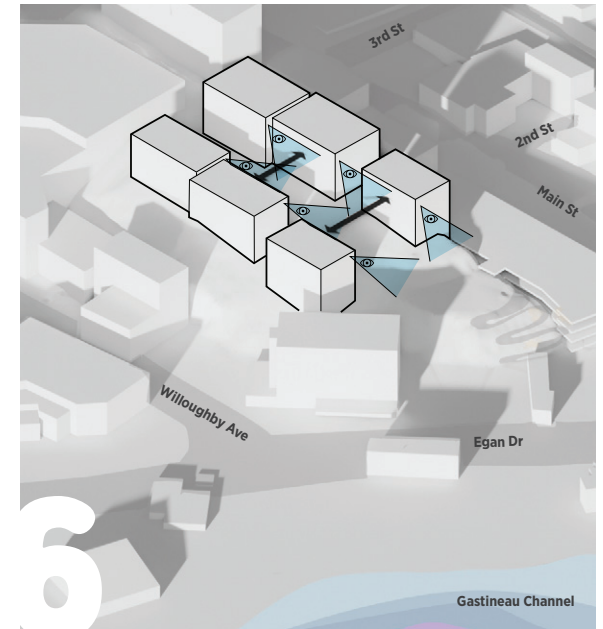 3rd St
2nd St
Main St
Willoughby Ave
Egan Dr
6
Gastineau Channel